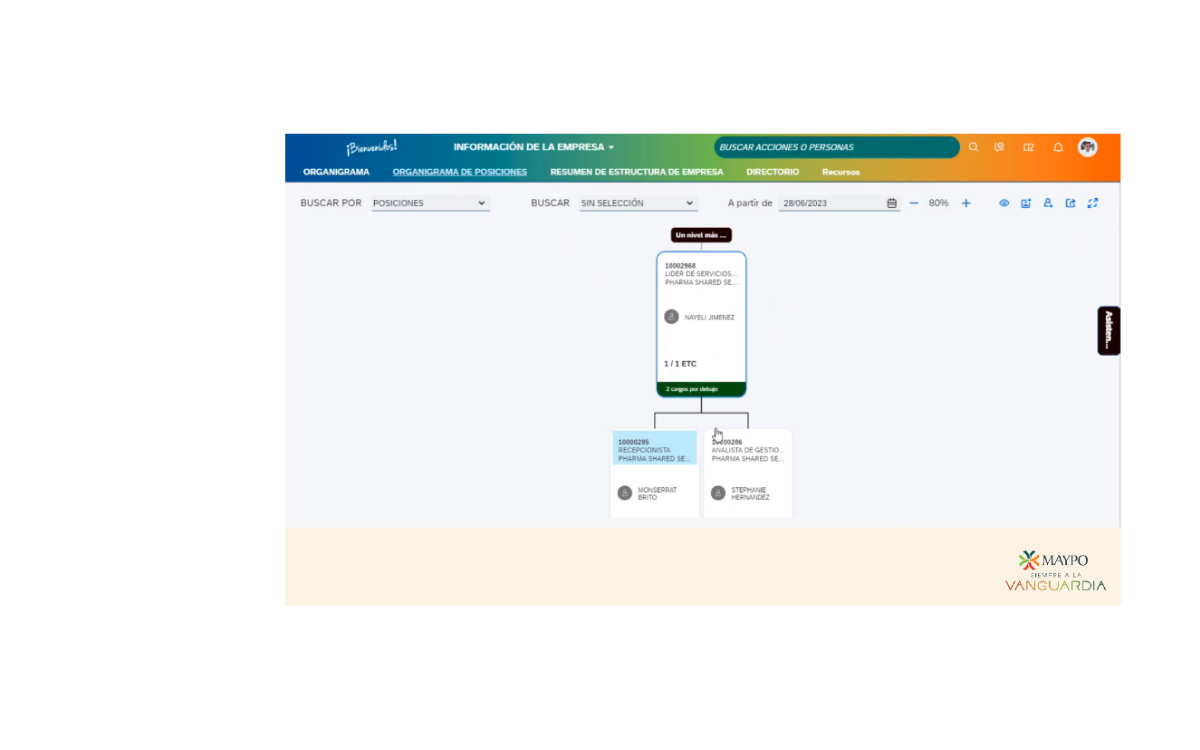 ¡Bienvenidos!
INFORMACIÓN DE LA EMPRESA
BUSCAR ACCIONES O PERSONAS
ORGANIGRAMA
ORGANIGRAMA DE POSICIONES
RESUMEN DE ESTRUCTURA DE EMPRESA
DIRECTORIO
Recursos
BUSCAR POR
POSICIONES
BUSCAR
SIN SELECCIÓN
A partir de
28/06/2023
80%
Un nivel más ...
10002968
LIDER DE SERVICIOS...
PHARMA SHARED SE...
NAYELI JIMENEZ
1 / 1 ETC
2 cargos por debajo
Asisten...
10000285
RECEPCIONISTA
PHARMA SHARED SE...
MONSERRAT
BRITO
10000286
ANALISTA DE GESTIO...
PHARMA SHARED SE...
STEPHANIE
HERNANDEZ
MAYPO
SIEMPRE A LA
VANGUARDIA